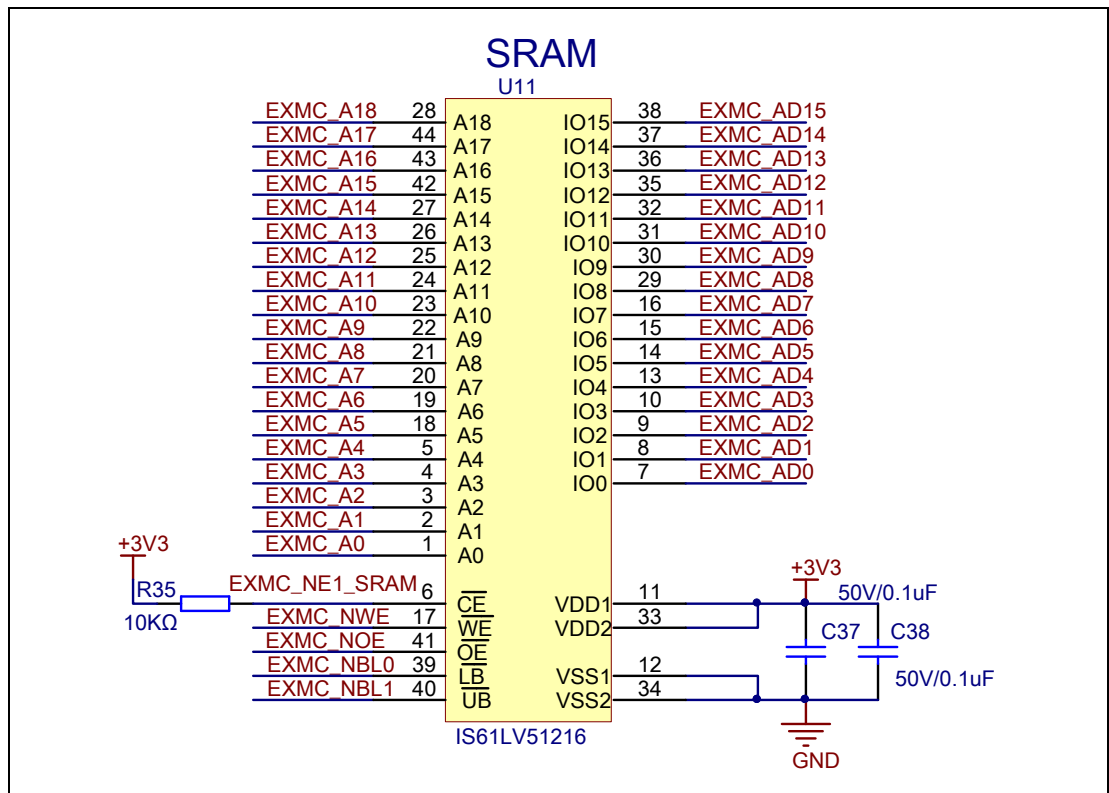 SRAM
U11
EXMC_A18 28 A18 IO15 38 EXMC_AD15
EXMC_A17 44 A17 IO14 37 EXMC_AD14
EXMC_A16 43 A16 IO13 36 EXMC_AD13
EXMC_A15 42 A15 IO12 35 EXMC_AD12
EXMC_A14 27 A14 IO11 32 EXMC_AD11
EXMC_A13 26 A13 IO10 31 EXMC_AD10
EXMC_A12 25 A12 IO9 30 EXMC_AD9
EXMC_A11 24 A11 IO8 29 EXMC_AD8
EXMC_A10 23 A10 IO7 16 EXMC_AD7
EXMC_A9 22 A9 IO6 15 EXMC_AD6
EXMC_A8 21 A8 IO5 14 EXMC_AD5
EXMC_A7 20 A7 IO4 13 EXMC_AD4
EXMC_A6 19 A6 IO3 10 EXMC_AD3
EXMC_A5 18 A5 IO2 9 EXMC_AD2
EXMC_A4 5 A4 IO1 8 EXMC_AD1
EXMC_A3 4 A3 IO0 7 EXMC_AD0
EXMC_A2 3 A2
EXMC_A1 2 A1
EXMC_A0 1 A0
+3V3 +3V3
R35 EXMC_NE1_SRAM 6 CE VDD1 11 50V/0.1uF
10KΩ EXMC_NWE 17 WE VDD2 33 C37 C38
EXMC_NOE 41 OE
EXMC_NBL0 39 LB VSS1 12 50V/0.1uF
EXMC_NBL1 40 UB VSS2 34
IS61LV51216
GND